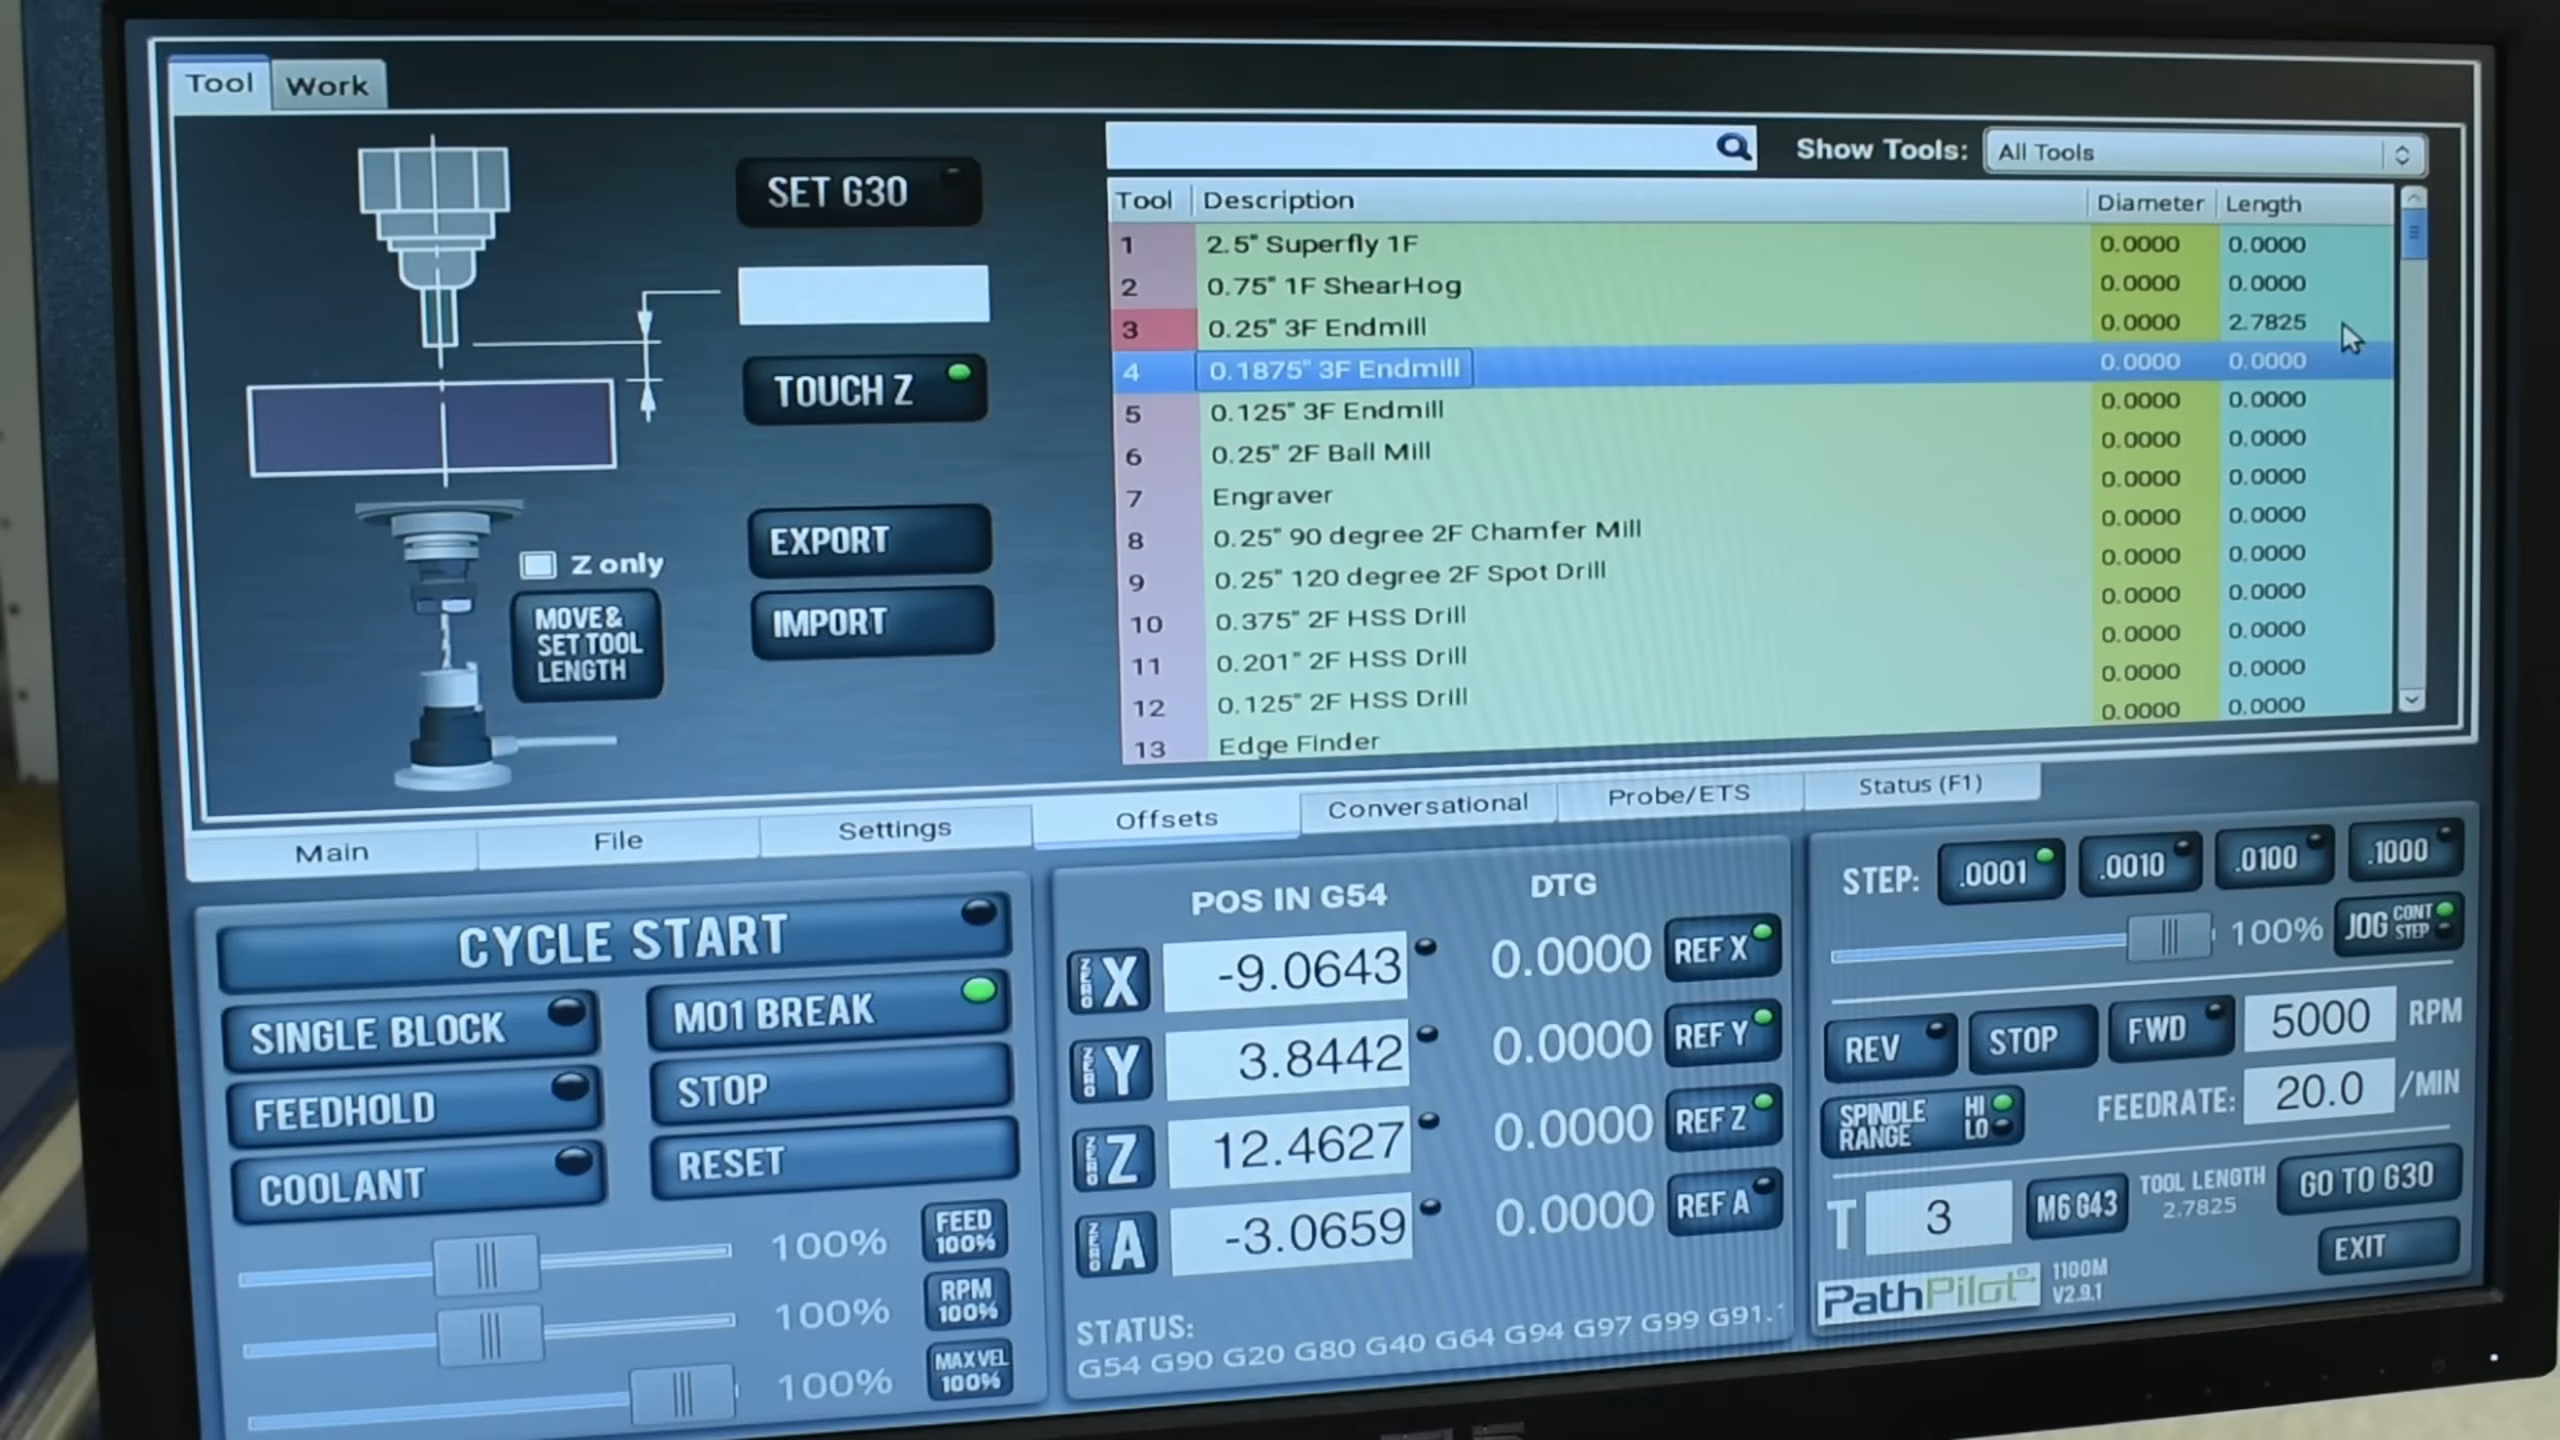 Tool Work
SET G30
TOUCH Z
EXPORT
IMPORT
Z only
MOVE &
SET TOOL
LENGTH
Show Tools: All Tools
Tool Description Diameter Length
1 2.5" Superfly 1F 0.0000 0.0000
2 0.75" 1F ShearHog 0.0000 0.0000
3 0.25" 3F Endmill 0.0000 2.7825
4 0.1875" 3F Endmill 0.0000 0.0000
5 0.125" 3F Endmill 0.0000 0.0000
6 0.25" 2F Ball Mill 0.0000 0.0000
7 Engraver 0.0000 0.0000
8 0.25" 90 degree 2F Chamfer Mill 0.0000 0.0000
9 0.25" 120 degree 2F Spot Drill 0.0000 0.0000
10 0.375" 2F HSS Drill 0.0000 0.0000
11 0.201" 2F HSS Drill 0.0000 0.0000
12 0.125" 2F HSS Drill 0.0000 0.0000
13 Edge Finder 0.0000 0.0000
Main File Settings Offsets Conversational Probe/ETS Status (F1)
CYCLE START
SINGLE BLOCK M01 BREAK
FEEDHOLD STOP
COOLANT RESET
100% FEED
100%
100% RPM
100%
100% MAX VEL
100%
POS IN G54 DTG
ZERO X -9.0643 0.0000 REF X
ZERO Y 3.8442 0.0000 REF Y
ZERO Z 12.4627 0.0000 REF Z
ZERO A -3.0659 0.0000 REF A
STATUS:
G54 G90 G20 G80 G40 G64 G94 G97 G99 G91.1
STEP: .0001 .0010 .0100 .1000
100% JOG CONT
STEP
REV STOP FWD 5000 RPM
SPINDLE
RANGE HI
LO
FEEDRATE: 20.0 /MIN
T 3 M6 G43 TOOL LENGTH
2.7825
GO TO G30
EXIT
PathPilot® 1100M
V2.9.1